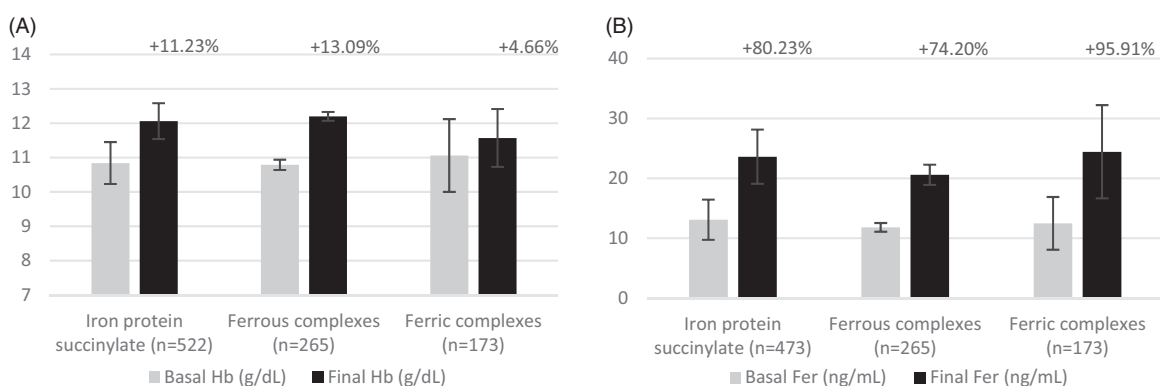 (A)
+11.23% +13.09% +4.66%
14
13
12
11
10
9
8
7
Iron protein succinylate (n=522)
Ferrous complexes (n=265)
Ferric complexes (n=173)
Basal Hb (g/dL) Final Hb (g/dL)
(B)
+80.23% +74.20% +95.91%
40
30
20
10
0
Iron protein succinylate (n=473)
Ferrous complexes (n=265)
Ferric complexes (n=173)
Basal Fer (ng/mL) Final Fer (ng/mL)